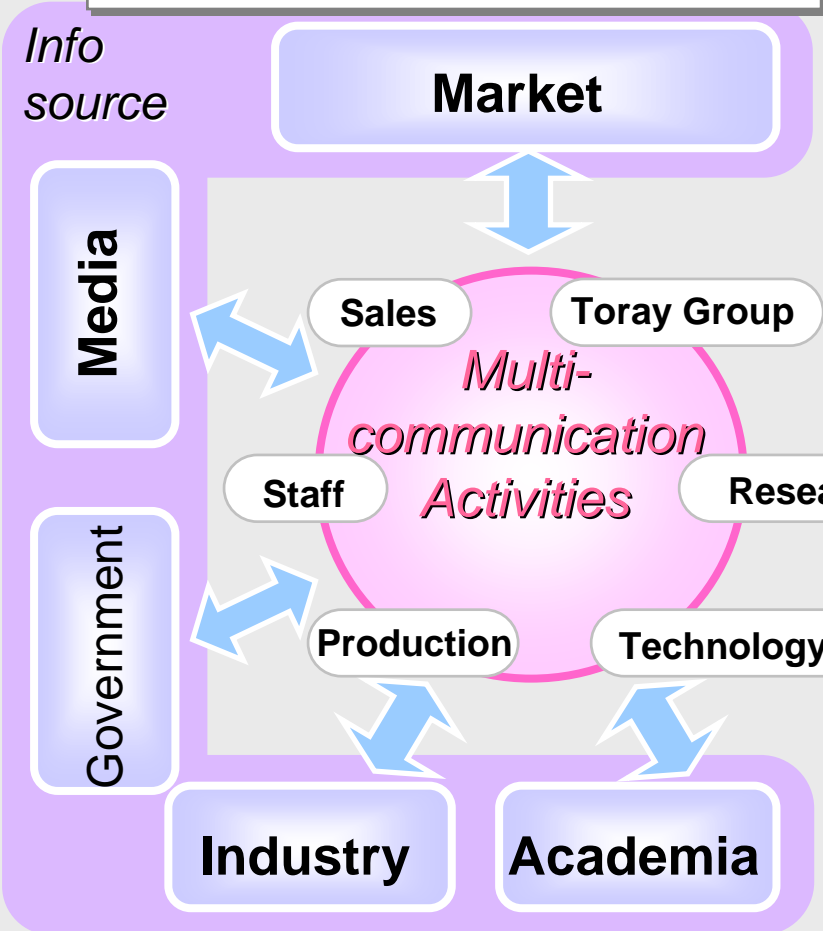 Info
source
Market
Media
Sales
Toray Group
Multi-
communication
Activities
Staff
Government
Production
Technology
Industry
Academia